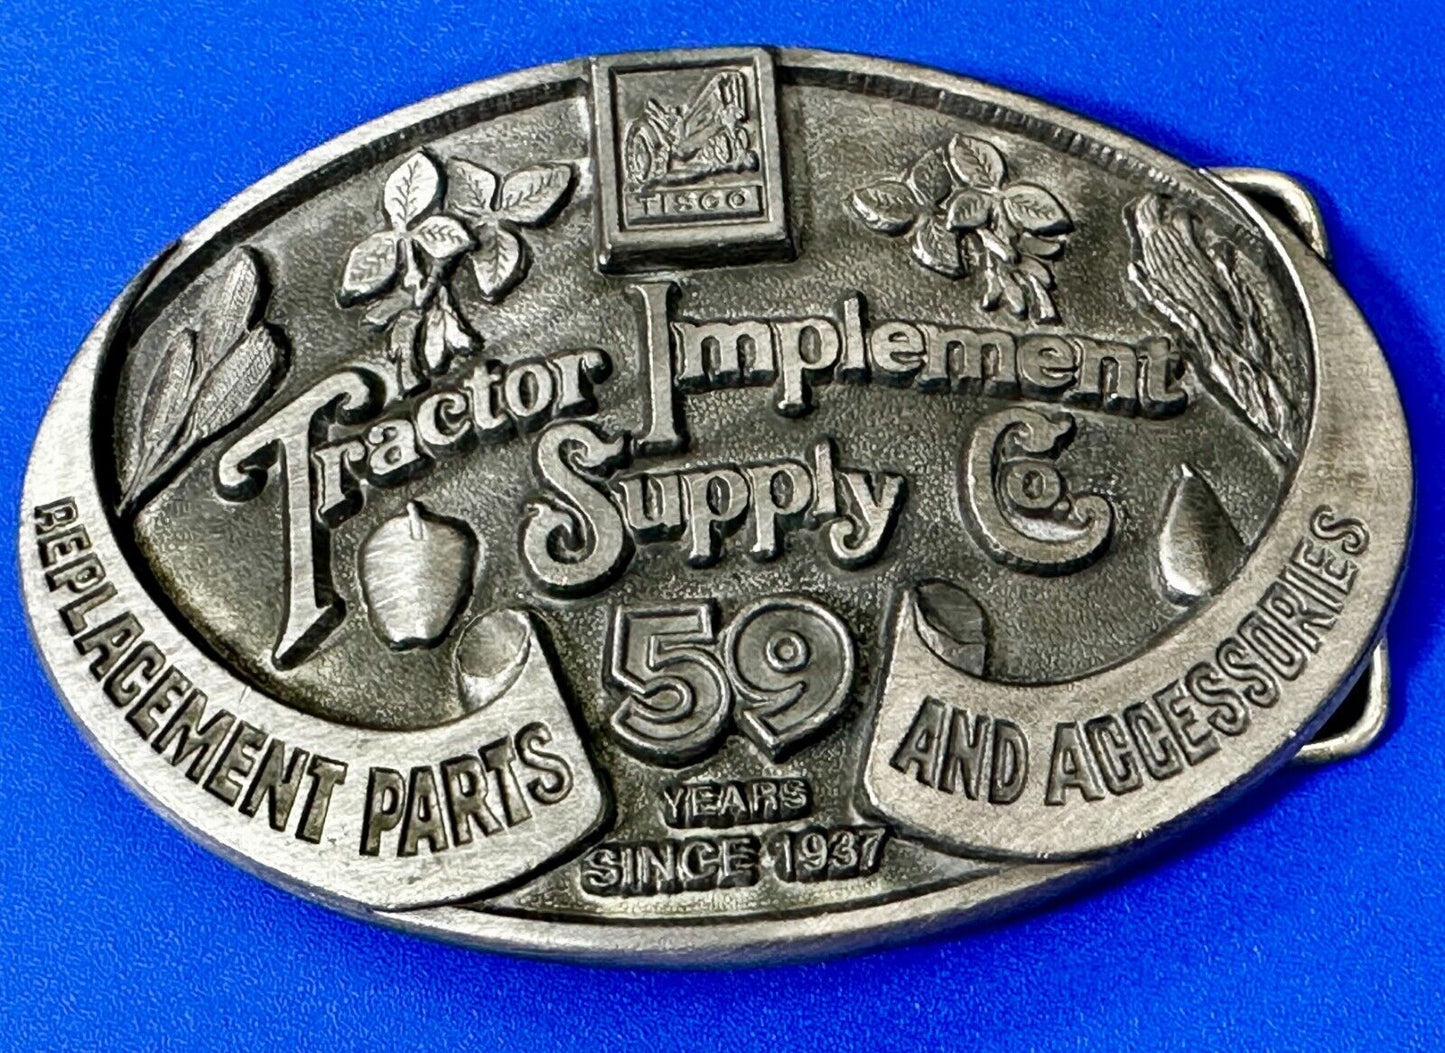 TISCO
Tractor Implement
Supply Co.
59
YEARS
SINCE 1937
REPLACEMENT PARTS
AND ACCESSORIES